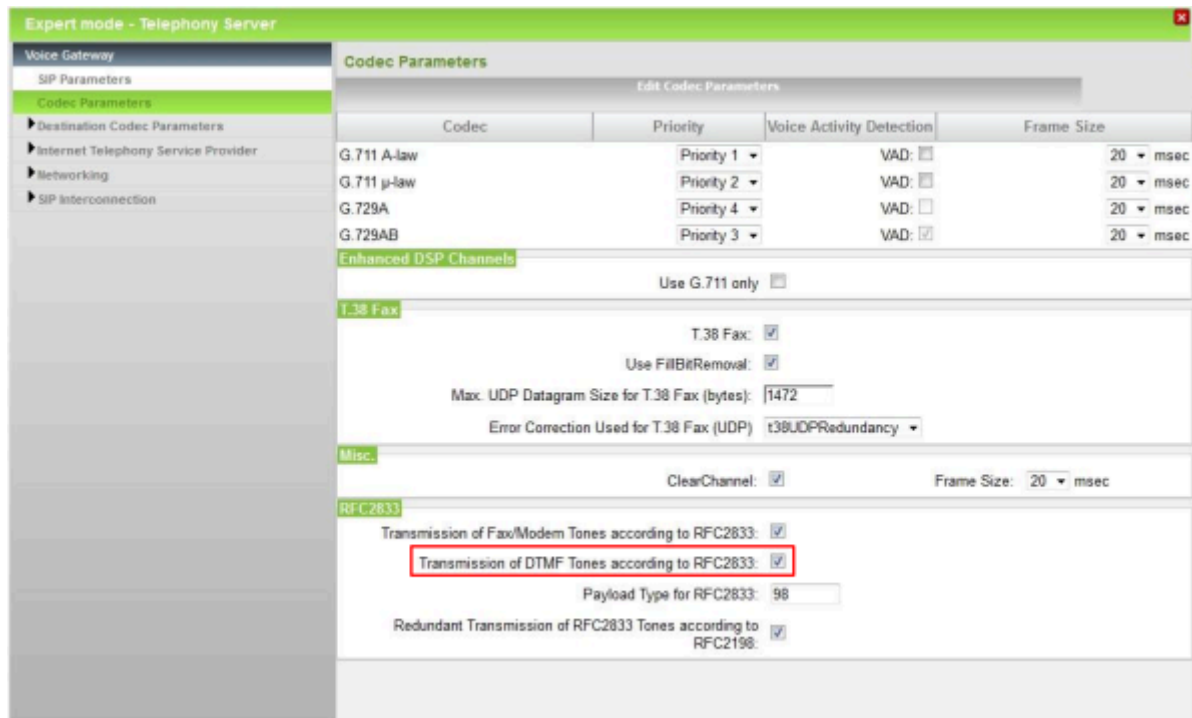 Expert mode - Telephony Server
Voice Gateway
SIP Parameters
Codec Parameters
Destination Codec Parameters
Internet Telephony Service Provider
Networking
SIP Interconnection
Codec Parameters
Edit Codec Parameters
Codec Priority Voice Activity Detection Frame Size
G.711 A-law Priority 1 VAD: 20 msec
G.711 µ-law Priority 2 VAD: 20 msec
G.729A Priority 4 VAD: 20 msec
G.729AB Priority 3 VAD: 20 msec
Enhanced DSP Channels
Use G.711 only
T.38 Fax
T.38 Fax:
Use FillBitRemoval:
Max. UDP Datagram Size for T.38 Fax (bytes): 1472
Error Correction Used for T.38 Fax (UDP) t38UDPRedundancy
Misc.
ClearChannel: Frame Size: 20 msec
RFC2833
Transmission of Fax/Modem Tones according to RFC2833:
Transmission of DTMF Tones according to RFC2833:
Payload Type for RFC2833: 98
Redundant Transmission of RFC2833 Tones according to
RFC2198: